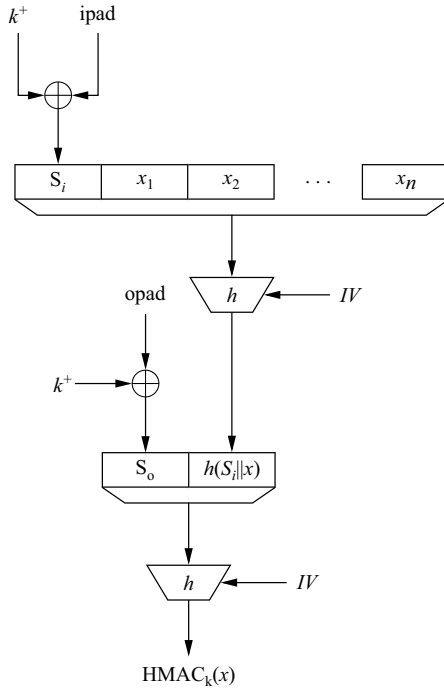 k⁺ ipad
Sᵢ x₁ x₂ . . . xₙ
h IV
opad
k⁺
Sₒ h(Sᵢ||x)
h IV
HMACₖ(x)